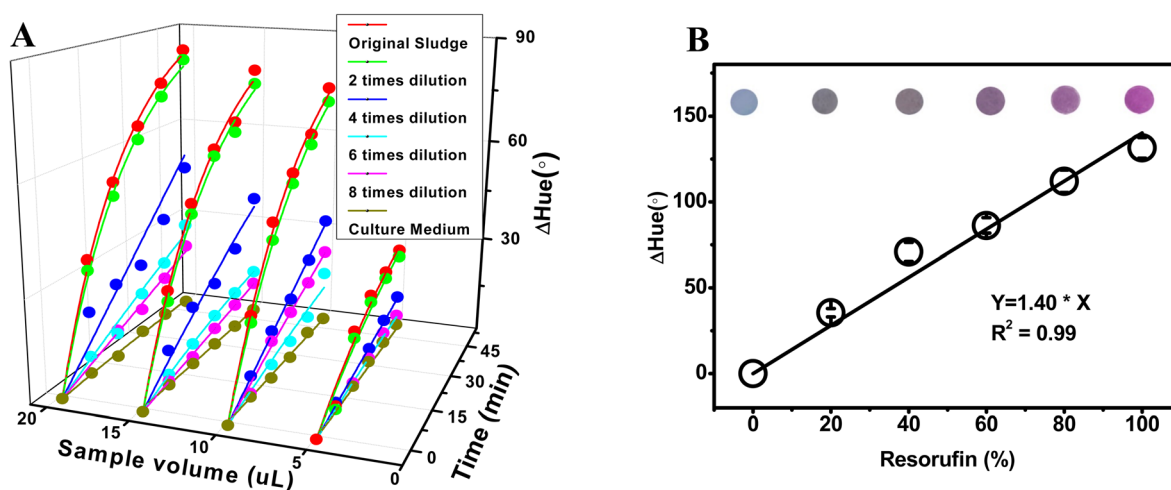 A
90
60
30
ΔHue(○)
Original Sludge
2 times dilution
4 times dilution
6 times dilution
8 times dilution
Culture Medium
45
30
15
0
Time (min)
20
15
10
5
0
Sample volume (uL)
B
150
100
50
0
ΔHue(○)
Y=1.40 * X
R² = 0.99
0 20 40 60 80 100
Resorufin (%)